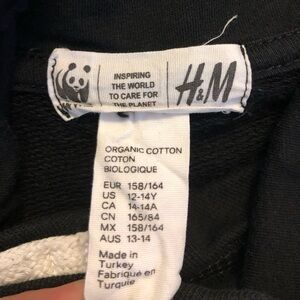 INSPIRING
THE WORLD
TO CARE FOR
THE PLANET
H&M
ORGANIC COTTON
COTON
BIOLOGIQUE
EUR 158/164
US 12-14Y
CA 14-14A
CN 165/84
MX 158/164
AUS 13-14
Made in
Turkey
Fabriqué en
Turquie